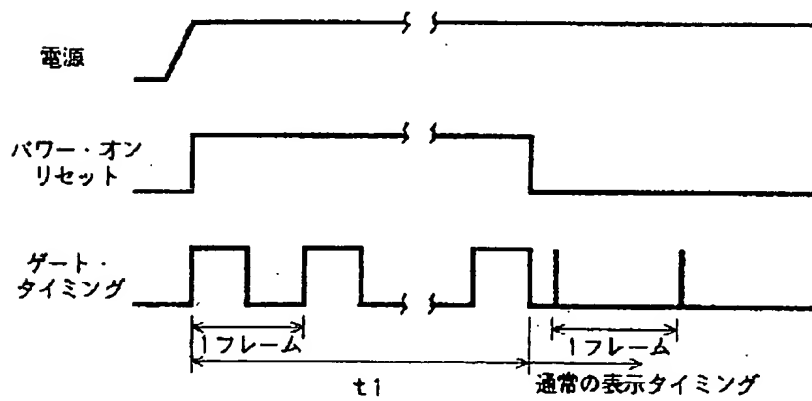 電源
パワー・オン
リセット
ゲート・
タイミング
1フレーム
1フレーム
t1
通常の表示タイミング